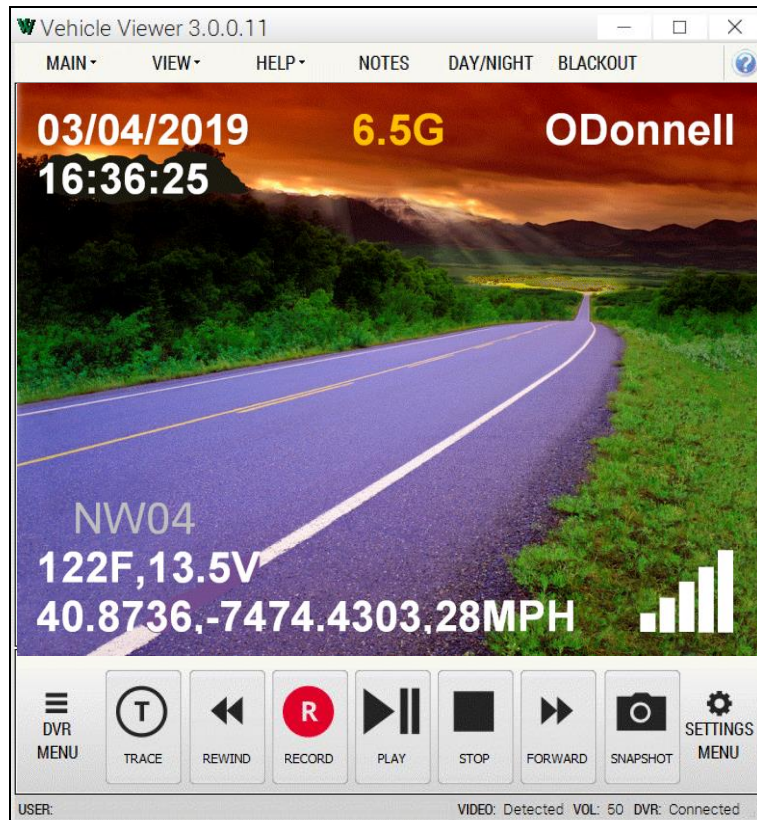 Vehicle Viewer 3.0.0.11
MAIN VIEW HELP NOTES DAY/NIGHT BLACKOUT
03/04/2019 6.5G ODonnell
16:36:25
NW04
122F,13.5V
40.8736,-7474.4303,28MPH
T R
DVR
MENU
TRACE REWIND RECORD PLAY STOP FORWARD SNAPSHOT
SETTINGS
MENU
USER: VIDEO: Detected VOL: 50 DVR: Connected